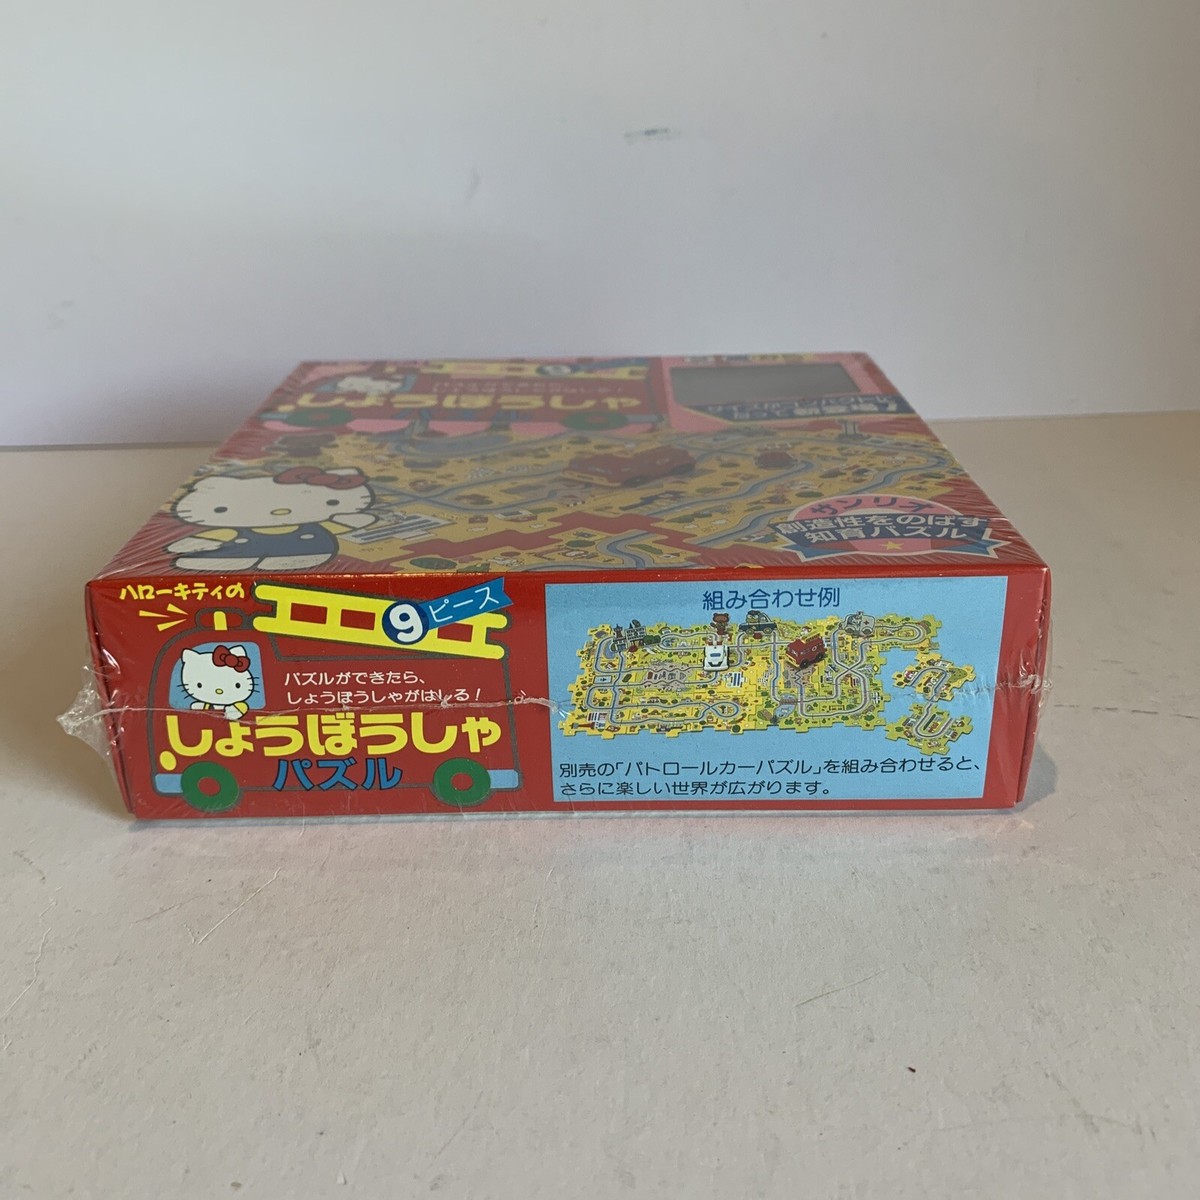 しょうぼうしゃ
サンリオ
創造性をのばす
知育パズル
ハローキティの
9ピース
パズルができたら、
しょうぼうしゃがはしる!
しょうぼうしゃ
パズル
組み合わせ例
別売の「パトロールカーパズル」を組み合わせると、
さらに楽しい世界が広がります。